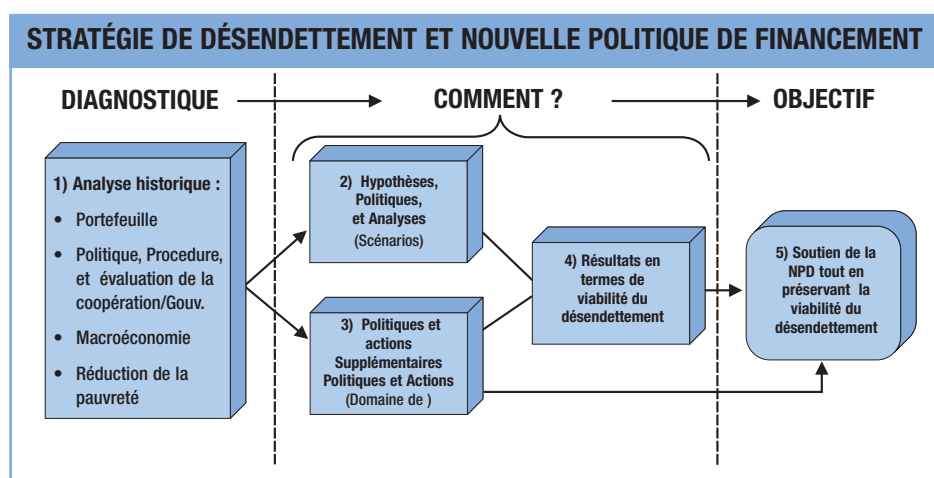 STRATÉGIE DE DÉSENDETTEMENT ET NOUVELLE POLITIQUE DE FINANCEMENT
DIAGNOSTIQUE
COMMENT ?
OBJECTIF
1) Analyse historique :
• Portefeuille
• Politique, Procedure,
et évaluation de la
coopération/Gouv.
• Macroéconomie
• Réduction de la
pauvreté
2) Hypothèses,
Politiques,
et Analyses
(Scénarios)
3) Politiques et
actions
Supplémentaires
Politiques et Actions
(Domaine de )
4) Résultats en
termes de
viabilité du
désendettement
5) Soutien de la
NPD tout en
préservant la
viabilité du
désendettement